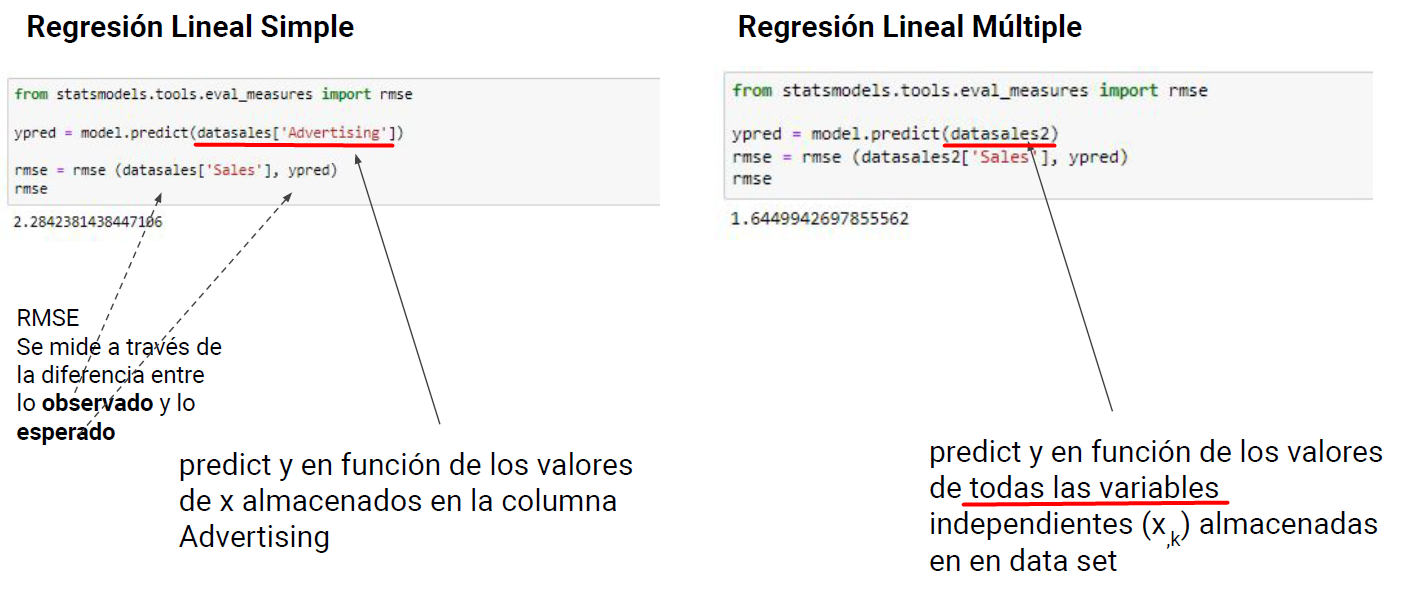 Regresión Lineal Simple
from statsmodels.tools.eval_measures import rmse
ypred = model.predict(datasales['Advertising'])
rmse = rmse (datasales['Sales'], ypred)
rmse
2.2842381438447106
RMSE
Se mide a través de
la diferencia entre
lo observado y lo
esperado
predict y en función de los valores
de x almacenados en la columna
Advertising
Regresión Lineal Múltiple
from statsmodels.tools.eval_measures import rmse
ypred = model.predict(datasales2)
rmse = rmse (datasales2['Sales'], ypred)
rmse
1.6449942697855562
predict y en función de los valores
de todas las variables
independientes (x,k) almacenadas
en en data set